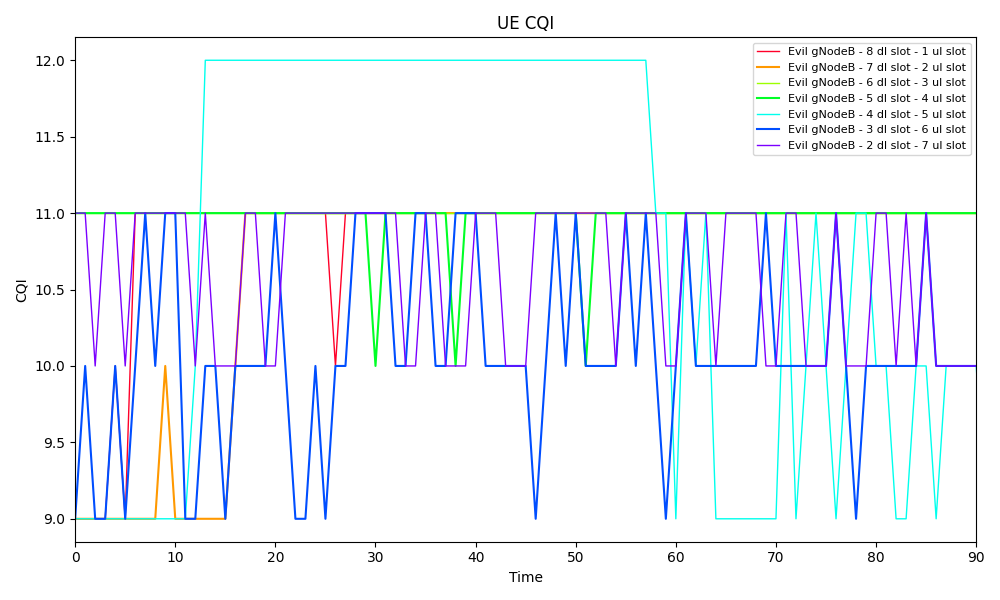 UE CQI
12.0
11.5
11.0
10.5
10.0
9.5
9.0
CQI
0 10 20 30 40 50 60 70 80 90
Time
Evil gNodeB - 8 dl slot - 1 ul slot
Evil gNodeB - 7 dl slot - 2 ul slot
Evil gNodeB - 6 dl slot - 3 ul slot
Evil gNodeB - 5 dl slot - 4 ul slot
Evil gNodeB - 4 dl slot - 5 ul slot
Evil gNodeB - 3 dl slot - 6 ul slot
Evil gNodeB - 2 dl slot - 7 ul slot